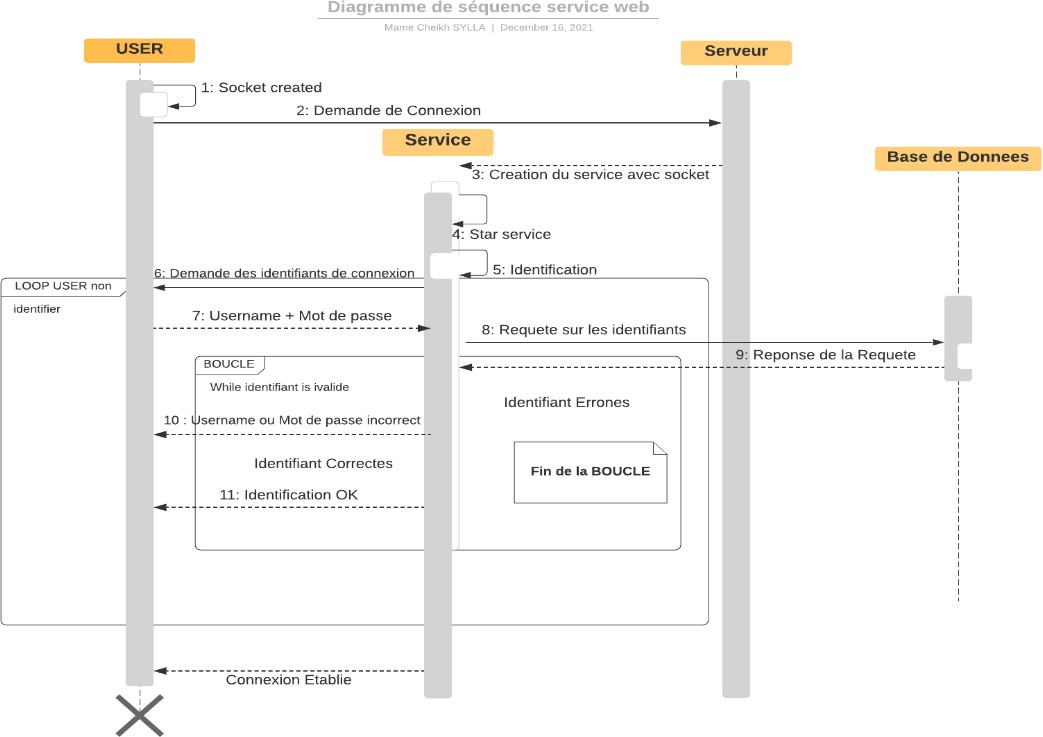 Diagramme de séquence service web
Mame Cheikh SYLLA | December 16, 2021
USER
Serveur
1: Socket created
2: Demande de Connexion
Service
Base de Donnees
3: Creation du service avec socket
4: Star service
5: Identification
6: Demande des identifiants de connexion
LOOP USER non
identifier
7: Username + Mot de passe
8: Requete sur les identifiants
9: Reponse de la Requete
BOUCLE
While identifiant is ivalide
Identifiant Errones
10 : Username ou Mot de passe incorrect
Identifiant Correctes
Fin de la BOUCLE
11: Identification OK
Connexion Etablie